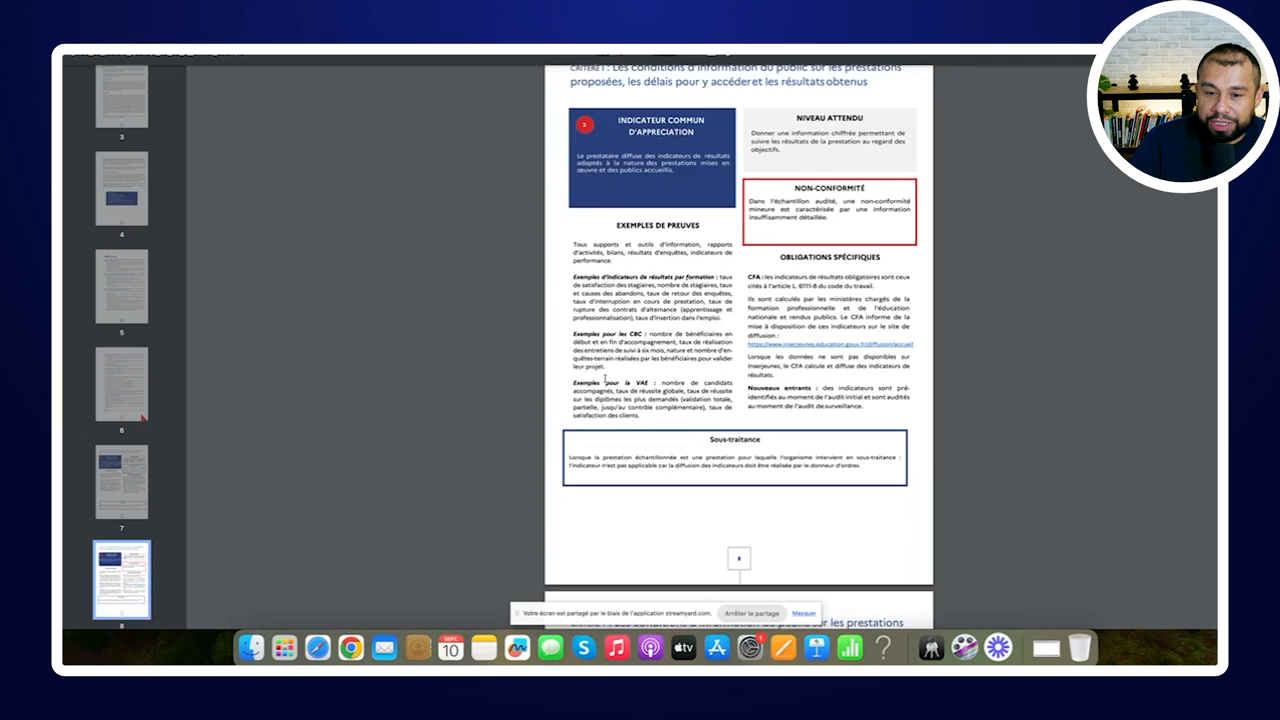 CRITÈRE 1 : Les conditions d'information du public sur les prestations
proposées, les délais pour y accéder et les résultats obtenus
2
INDICATEUR COMMUN
D'APPRECIATION
Le prestataire diffuse des indicateurs de résultats
adaptés à la nature des prestations mises en
œuvre et des publics accueillis.
NIVEAU ATTENDU
Donner une information chiffrée permettant de
suivre les résultats de la prestation au regard des
objectifs.
NON-CONFORMITÉ
Dans l'échantillon audité, une non-conformité
mineure est caractérisée par une information
insuffisamment détaillée.
EXEMPLES DE PREUVES
Tous supports et outils d'information, rapports
d'activités, bilans, résultats d'enquêtes, indicateurs de
performance.
Exemples d'indicateurs de résultats par formation : taux
de satisfaction des stagiaires, nombre de stagiaires, taux
et causes des abandons, taux de retour des enquêtes,
taux d'interruption en cours de prestation, taux de
rupture des contrats d'alternance (apprentissage et
professionnalisation), taux d'insertion dans l'emploi.
Exemples pour les CBC : nombre de bénéficiaires en
début et en fin d'accompagnement, taux de réalisation
des entretiens de suivi à six mois, nature et nombre d'en-
quêtes-terrain réalisées par les bénéficiaires pour valider
leur projet.
Exemples pour la VAE : nombre de candidats
accompagnés, taux de réussite globale, taux de réussite
sur les diplômes les plus demandés (validation totale,
partielle, jusqu'au contrôle complémentaire), taux de
satisfaction des clients.
OBLIGATIONS SPÉCIFIQUES
CFA : les indicateurs de résultats obligatoires sont ceux
cités à l'article L. 6111-8 du code du travail.
Ils sont calculés par les ministères chargés de la
formation professionnelle et de l'éducation
nationale et rendus publics. Le CFA informe de la
mise à disposition de ces indicateurs sur le site de
diffusion :
https://www.inserjeunes.education.gouv.fr/diffusion/accueil
Lorsque les données ne sont pas disponibles sur
Inserjeunes, le CFA calcule et diffuse des indicateurs de
résultats.
Nouveaux entrants : des indicateurs sont pré-
identifiés au moment de l'audit initial et sont audités
au moment de l'audit de surveillance.
Sous-traitance
Lorsque la prestation échantillonnée est une prestation pour laquelle l'organisme intervient en sous-traitance :
l'indicateur n'est pas applicable car la diffusion des indicateurs doit être réalisée par le donneur d'ordres.
8
Votre écran est partagé par le biais de l'application streamyard.com.
Arrêter le partage
Masquer
sur les prestations
3
4
5
6
7
8
SEPT.
10
tv
1
?